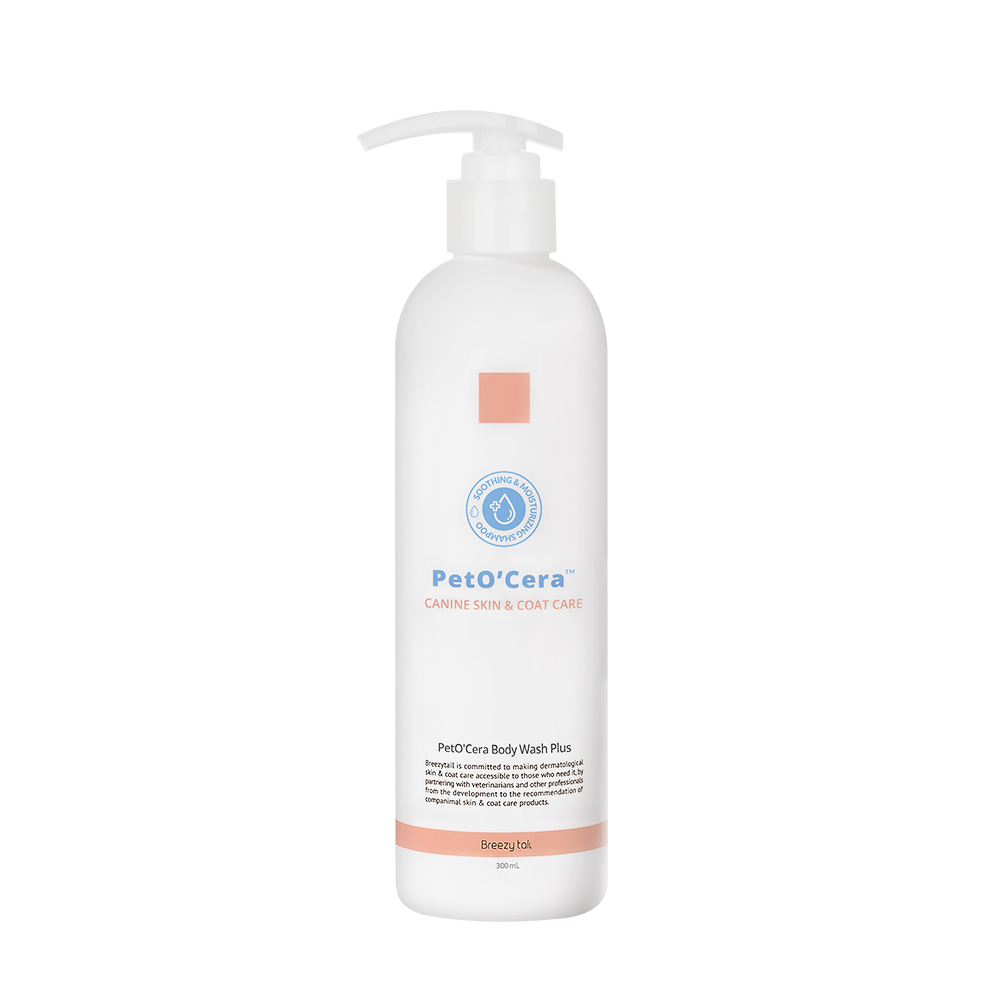 SOOTHING & MOISTURIZING SHAMPOO
PetO'Cera™
CANINE SKIN & COAT CARE
PetO'Cera Body Wash Plus
Breezytail is committed to making dermatological
skin & coat care accessible to those who need it, by
partnering with veterinarians and other professionals
from the development to the recommendation of
companimal skin & coat care products.
Breezy tail
300 mL